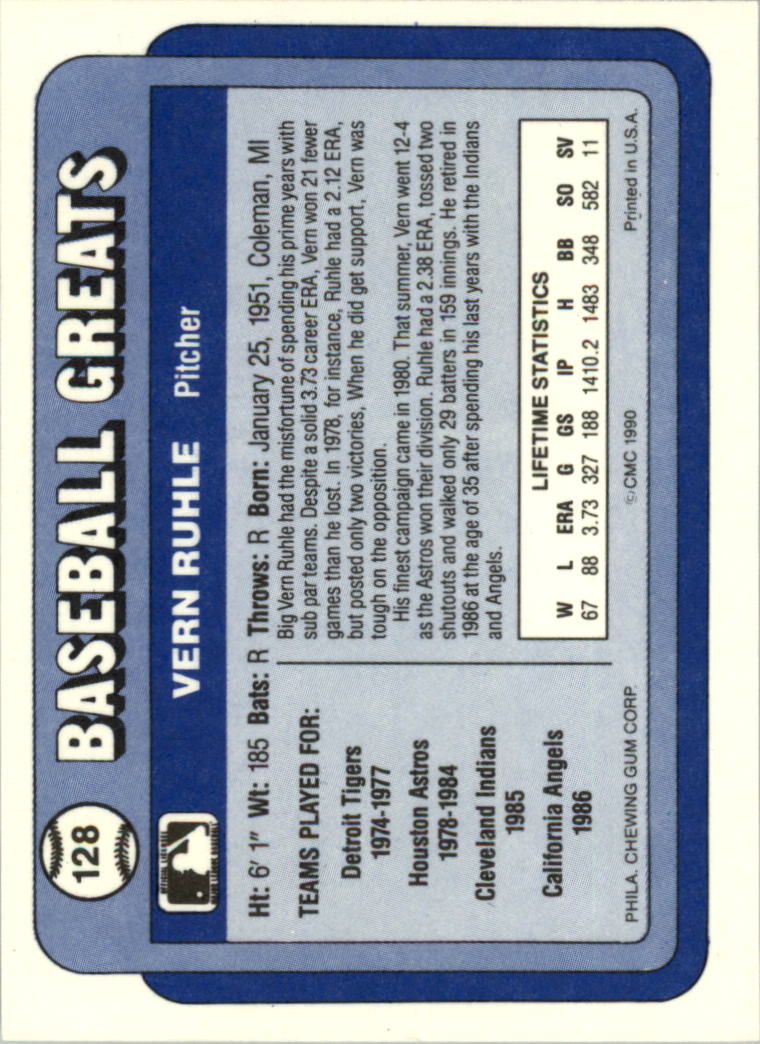 128 BASEBALL GREATS
VERN RUHLE Pitcher
Ht: 6' 1" Wt: 185 Bats: R Throws: R Born: January 25, 1951, Coleman, MI
TEAMS PLAYED FOR:
Detroit Tigers
1974-1977
Houston Astros
1978-1984
Cleveland Indians
1985
California Angels
1986
Big Vern Ruhle had the misfortune of spending his prime years with
sub par teams. Despite a solid 3.73 career ERA, Vern won 21 fewer
games than he lost. In 1978, for instance, Ruhle had a 2.12 ERA,
but posted only two victories, When he did get support, Vern was
tough on the opposition.
His finest campaign came in 1980. That summer, Vern went 12-4
as the Astros won their division. Ruhle had a 2.38 ERA, tossed two
shutouts and walked only 29 batters in 159 innings. He retired in
1986 at the age of 35 after spending his last years with the Indians
and Angels.
LIFETIME STATISTICS
W L ERA G GS IP H BB SO SV
67 88 3.73 327 188 1410.2 1483 348 582 11
PHILA. CHEWING GUM CORP. © CMC 1990 Printed in U.S.A.